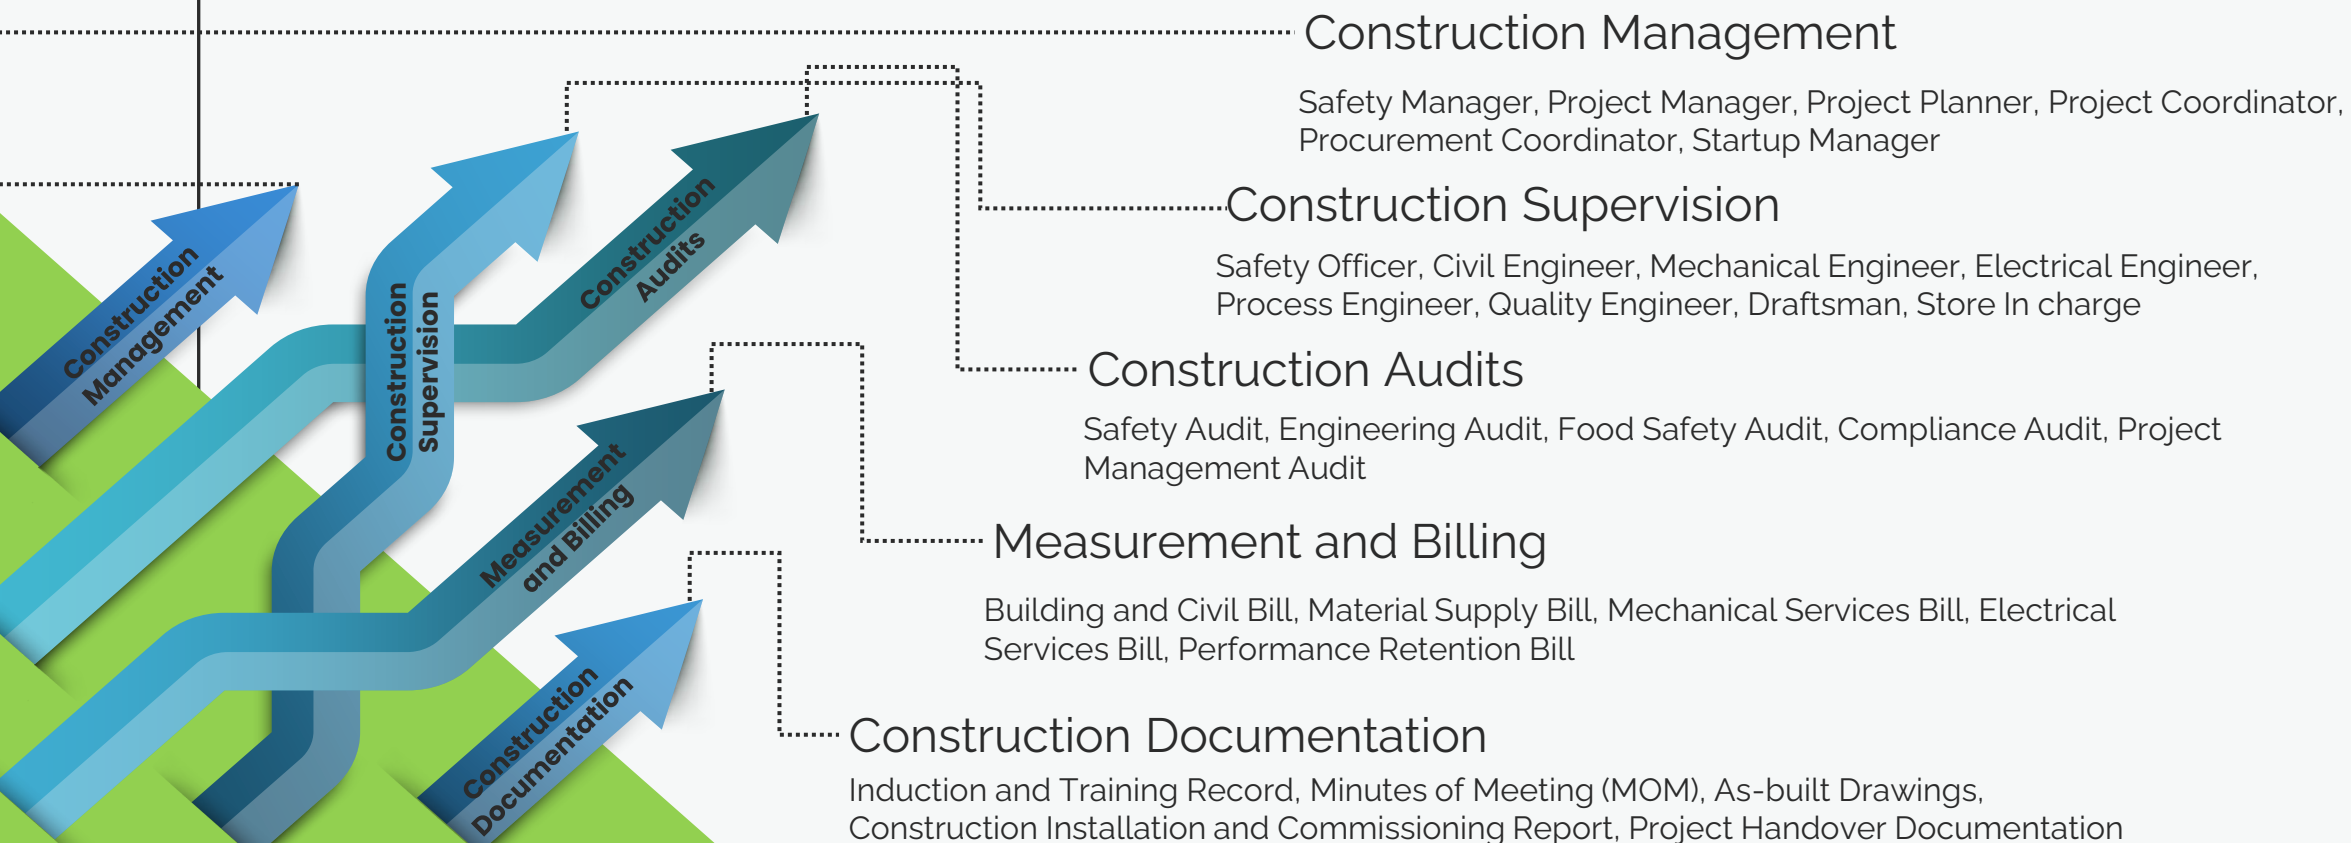 Construction Management
Safety Manager, Project Manager, Project Planner, Project Coordinator,
Procurement Coordinator, Startup Manager
Construction Supervision
Safety Officer, Civil Engineer, Mechanical Engineer, Electrical Engineer,
Process Engineer, Quality Engineer, Draftsman, Store In charge
Construction Audits
Safety Audit, Engineering Audit, Food Safety Audit, Compliance Audit, Project
Management Audit
Measurement and Billing
Building and Civil Bill, Material Supply Bill, Mechanical Services Bill, Electrical
Services Bill, Performance Retention Bill
Construction Documentation
Induction and Training Record, Minutes of Meeting (MOM), As-built Drawings,
Construction Installation and Commissioning Report, Project Handover Documentation
Construction
Management
Construction
Supervision
Construction
Audits
Measurement
and Billing
Construction
Documentation